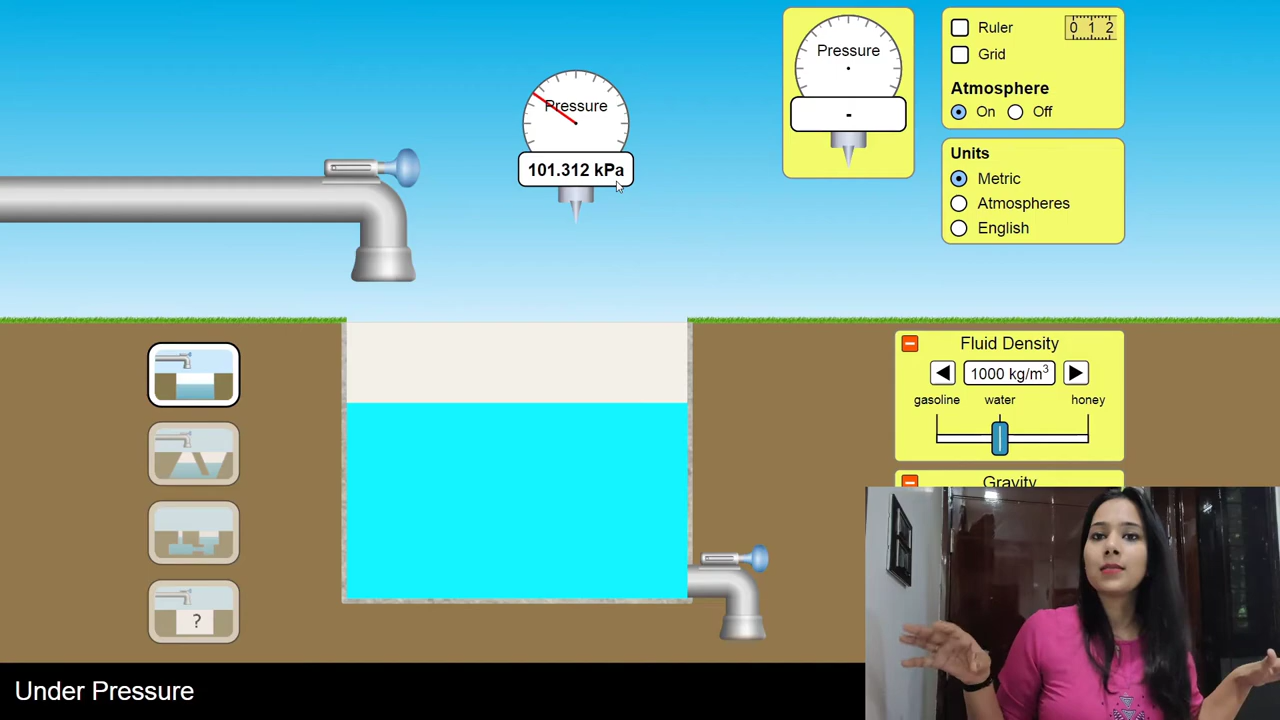 Pressure
101.312 kPa
Pressure
-
Ruler
0 1 2
Grid
Atmosphere
On Off
Units
Metric
Atmospheres
English
Fluid Density
1000 kg/m³
gasoline water honey
Gravity
?
Under Pressure